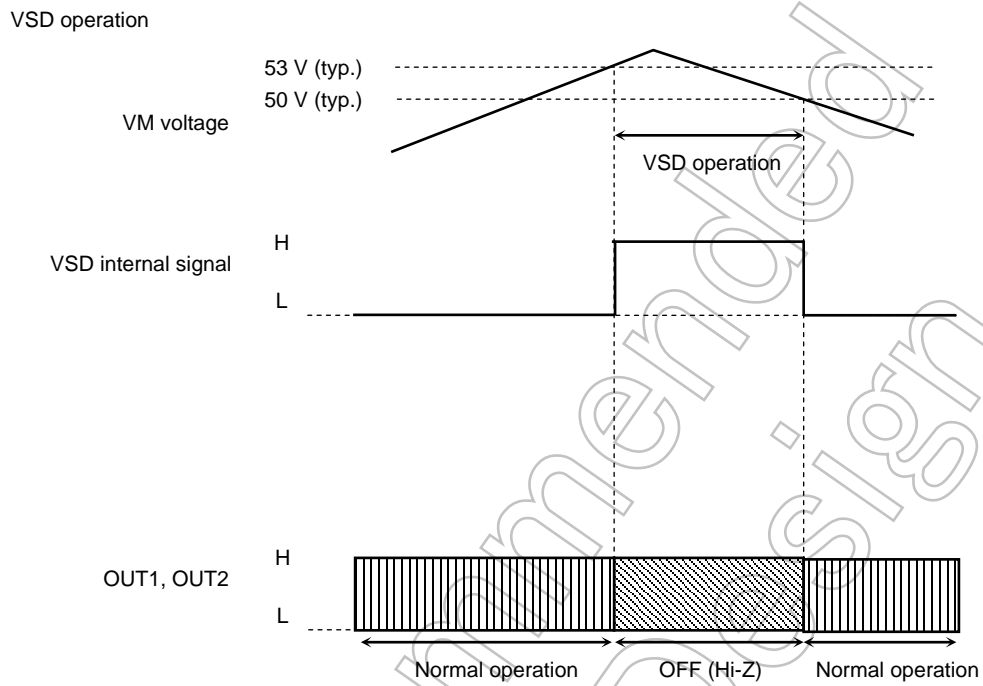 VSD operation
53 V (typ.)
50 V (typ.)
VM voltage
VSD operation
H
VSD internal signal
L
H
OUT1, OUT2
L
Normal operation
OFF (Hi-Z)
Normal operation